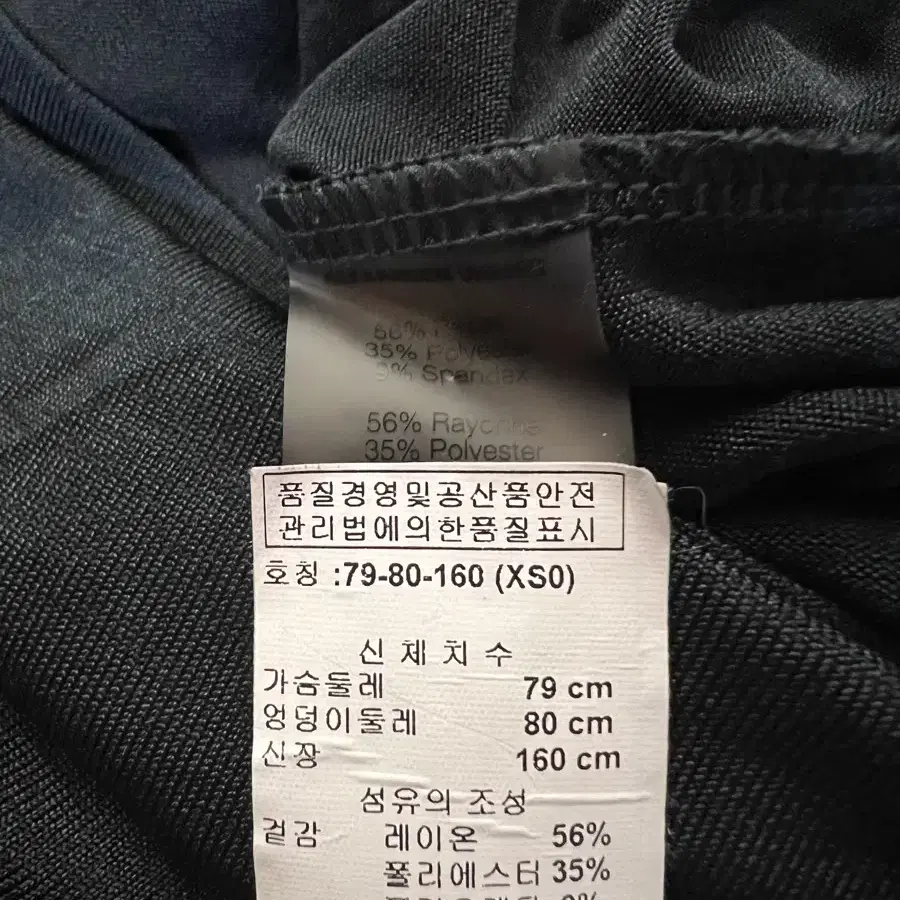 35% Polyester
9% Spandax
56% Rayonne
35% Polyester
품질경영및공산품안전
관리법에의한품질표시
호칭 :79-80-160 (XS0)
신 체 치 수
가슴둘레 79 cm
엉덩이둘레 80 cm
신장 160 cm
섬유의 조성
겉감 레이온 56%
폴리에스터 35%